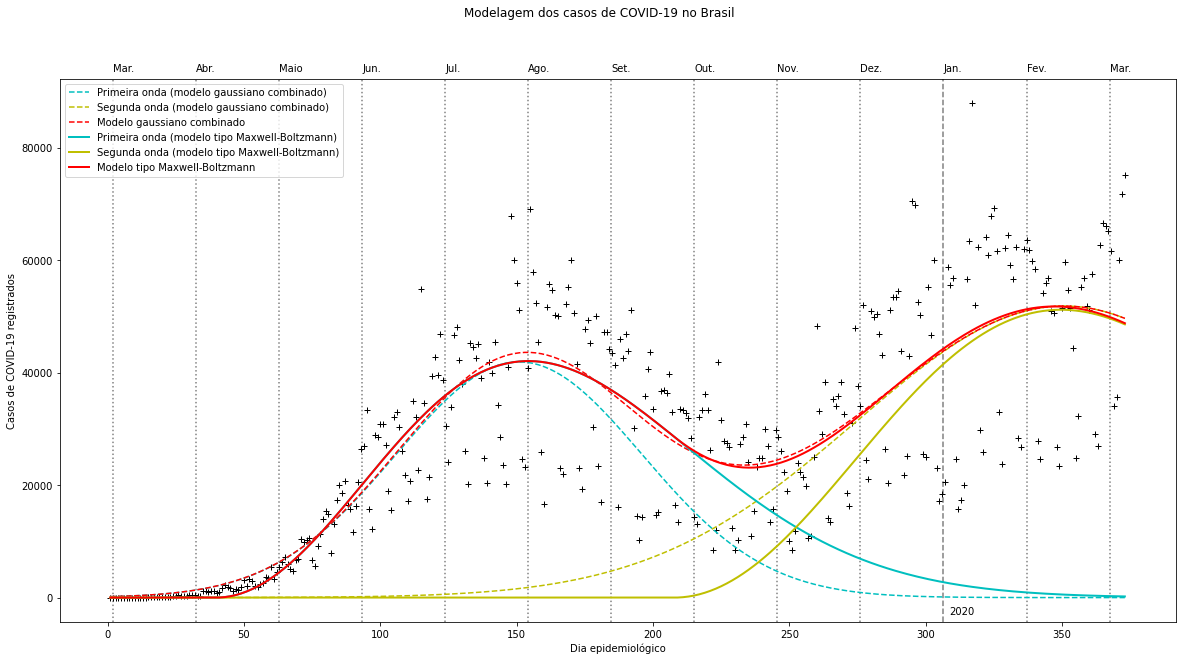 Modelagem dos casos de COVID-19 no Brasil
Mar. Abr. Maio Jun. Jul. Ago. Set. Out. Nov. Dez. Jan. Fev. Mar.
Primeira onda (modelo gaussiano combinado)
Segunda onda (modelo gaussiano combinado)
Modelo gaussiano combinado
Primeira onda (modelo tipo Maxwell-Boltzmann)
Segunda onda (modelo tipo Maxwell-Boltzmann)
Modelo tipo Maxwell-Boltzmann
Casos de COVID-19 registrados
80000
60000
40000
20000
0
2020
0 50 100 150 200 250 300 350
Dia epidemiológico